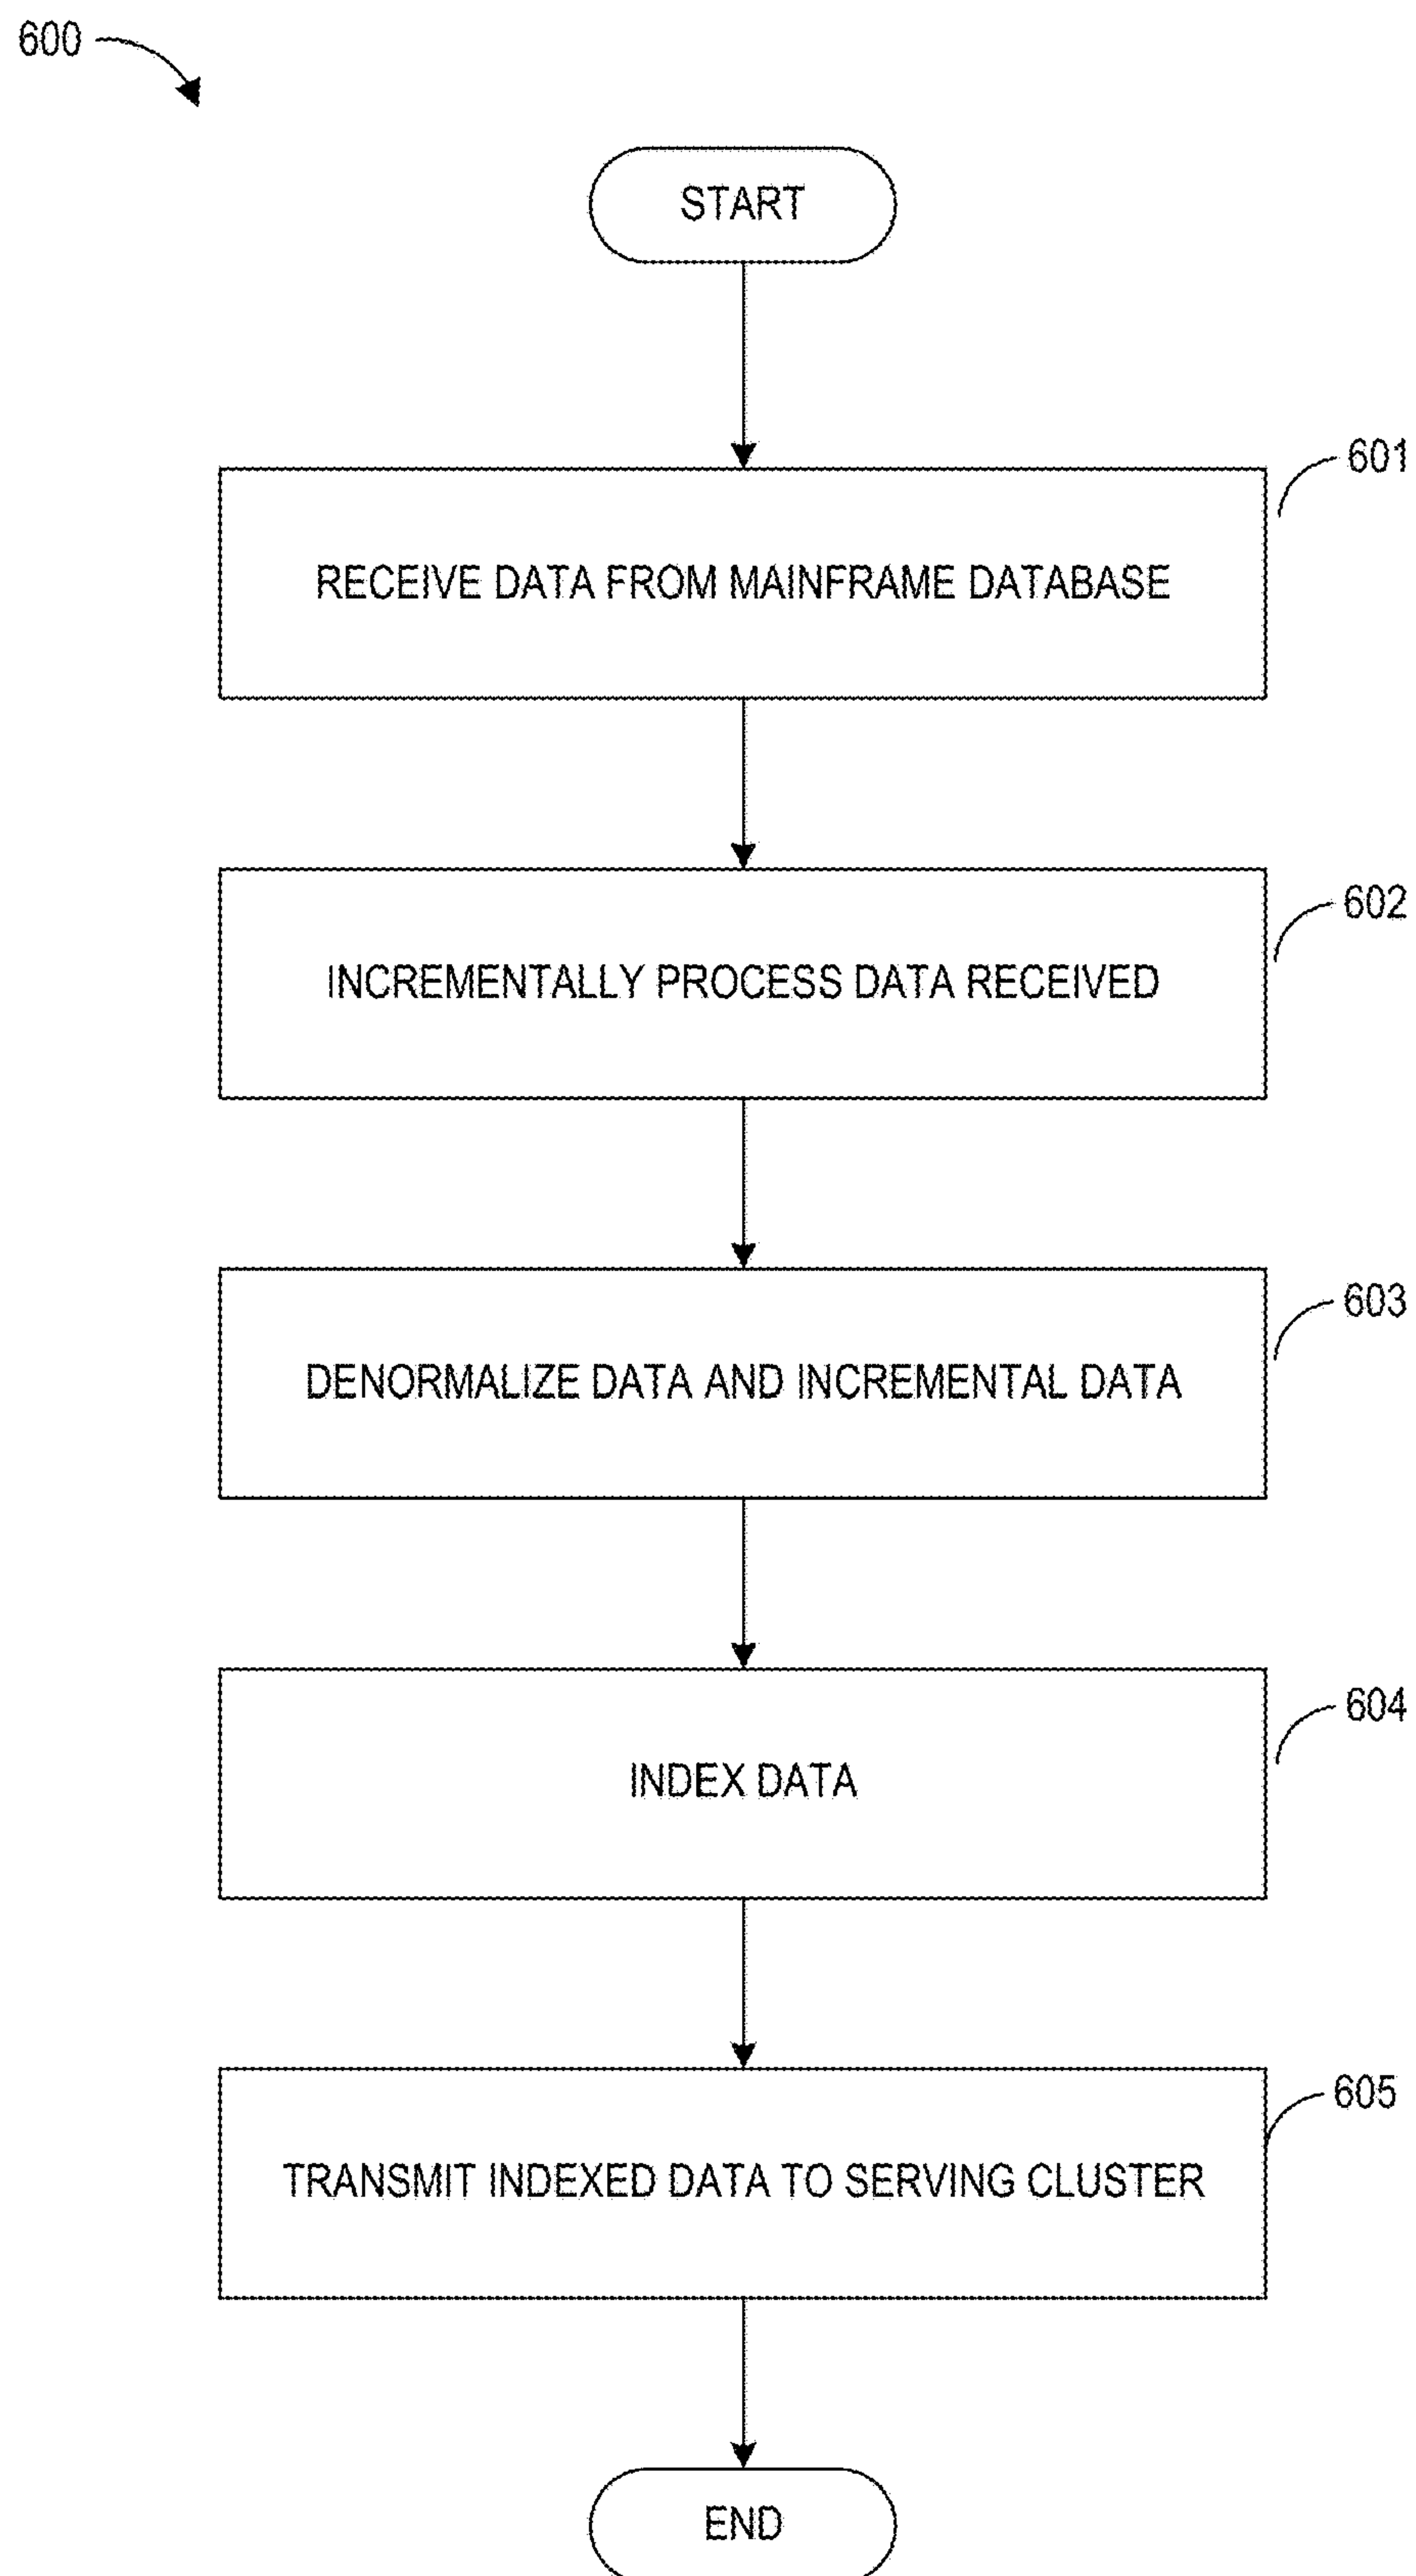 600
START
601
RECEIVE DATA FROM MAINFRAME DATABASE
602
INCREMENTALLY PROCESS DATA RECEIVED
603
DENORMALIZE DATA AND INCREMENTAL DATA
604
INDEX DATA
605
TRANSMIT INDEXED DATA TO SERVING CLUSTER
END